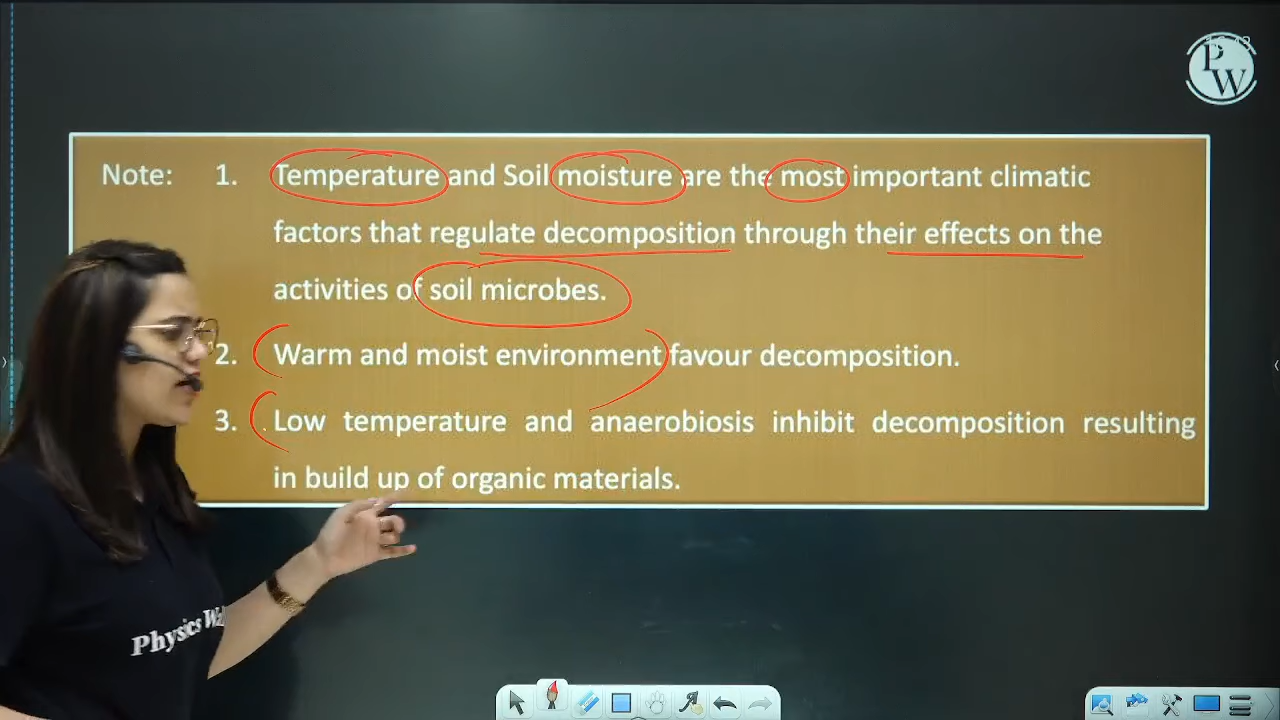 P
W
Note: 1. Temperature and Soil moisture are the most important climatic
factors that regulate decomposition through their effects on the
activities of soil microbes.
2. Warm and moist environment favour decomposition.
3. Low temperature and anaerobiosis inhibit decomposition resulting
in build up of organic materials.
Physics